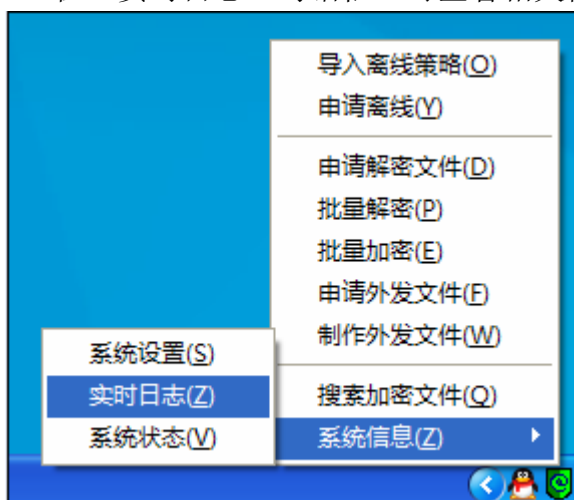 导入离线策略(O)
申请离线(Y)
申请解密文件(D)
批量解密(P)
批量加密(E)
申请外发文件(F)
制作外发文件(W)
搜索加密文件(Q)
系统信息(Z)
系统设置(S)
实时日志(Z)
系统状态(V)